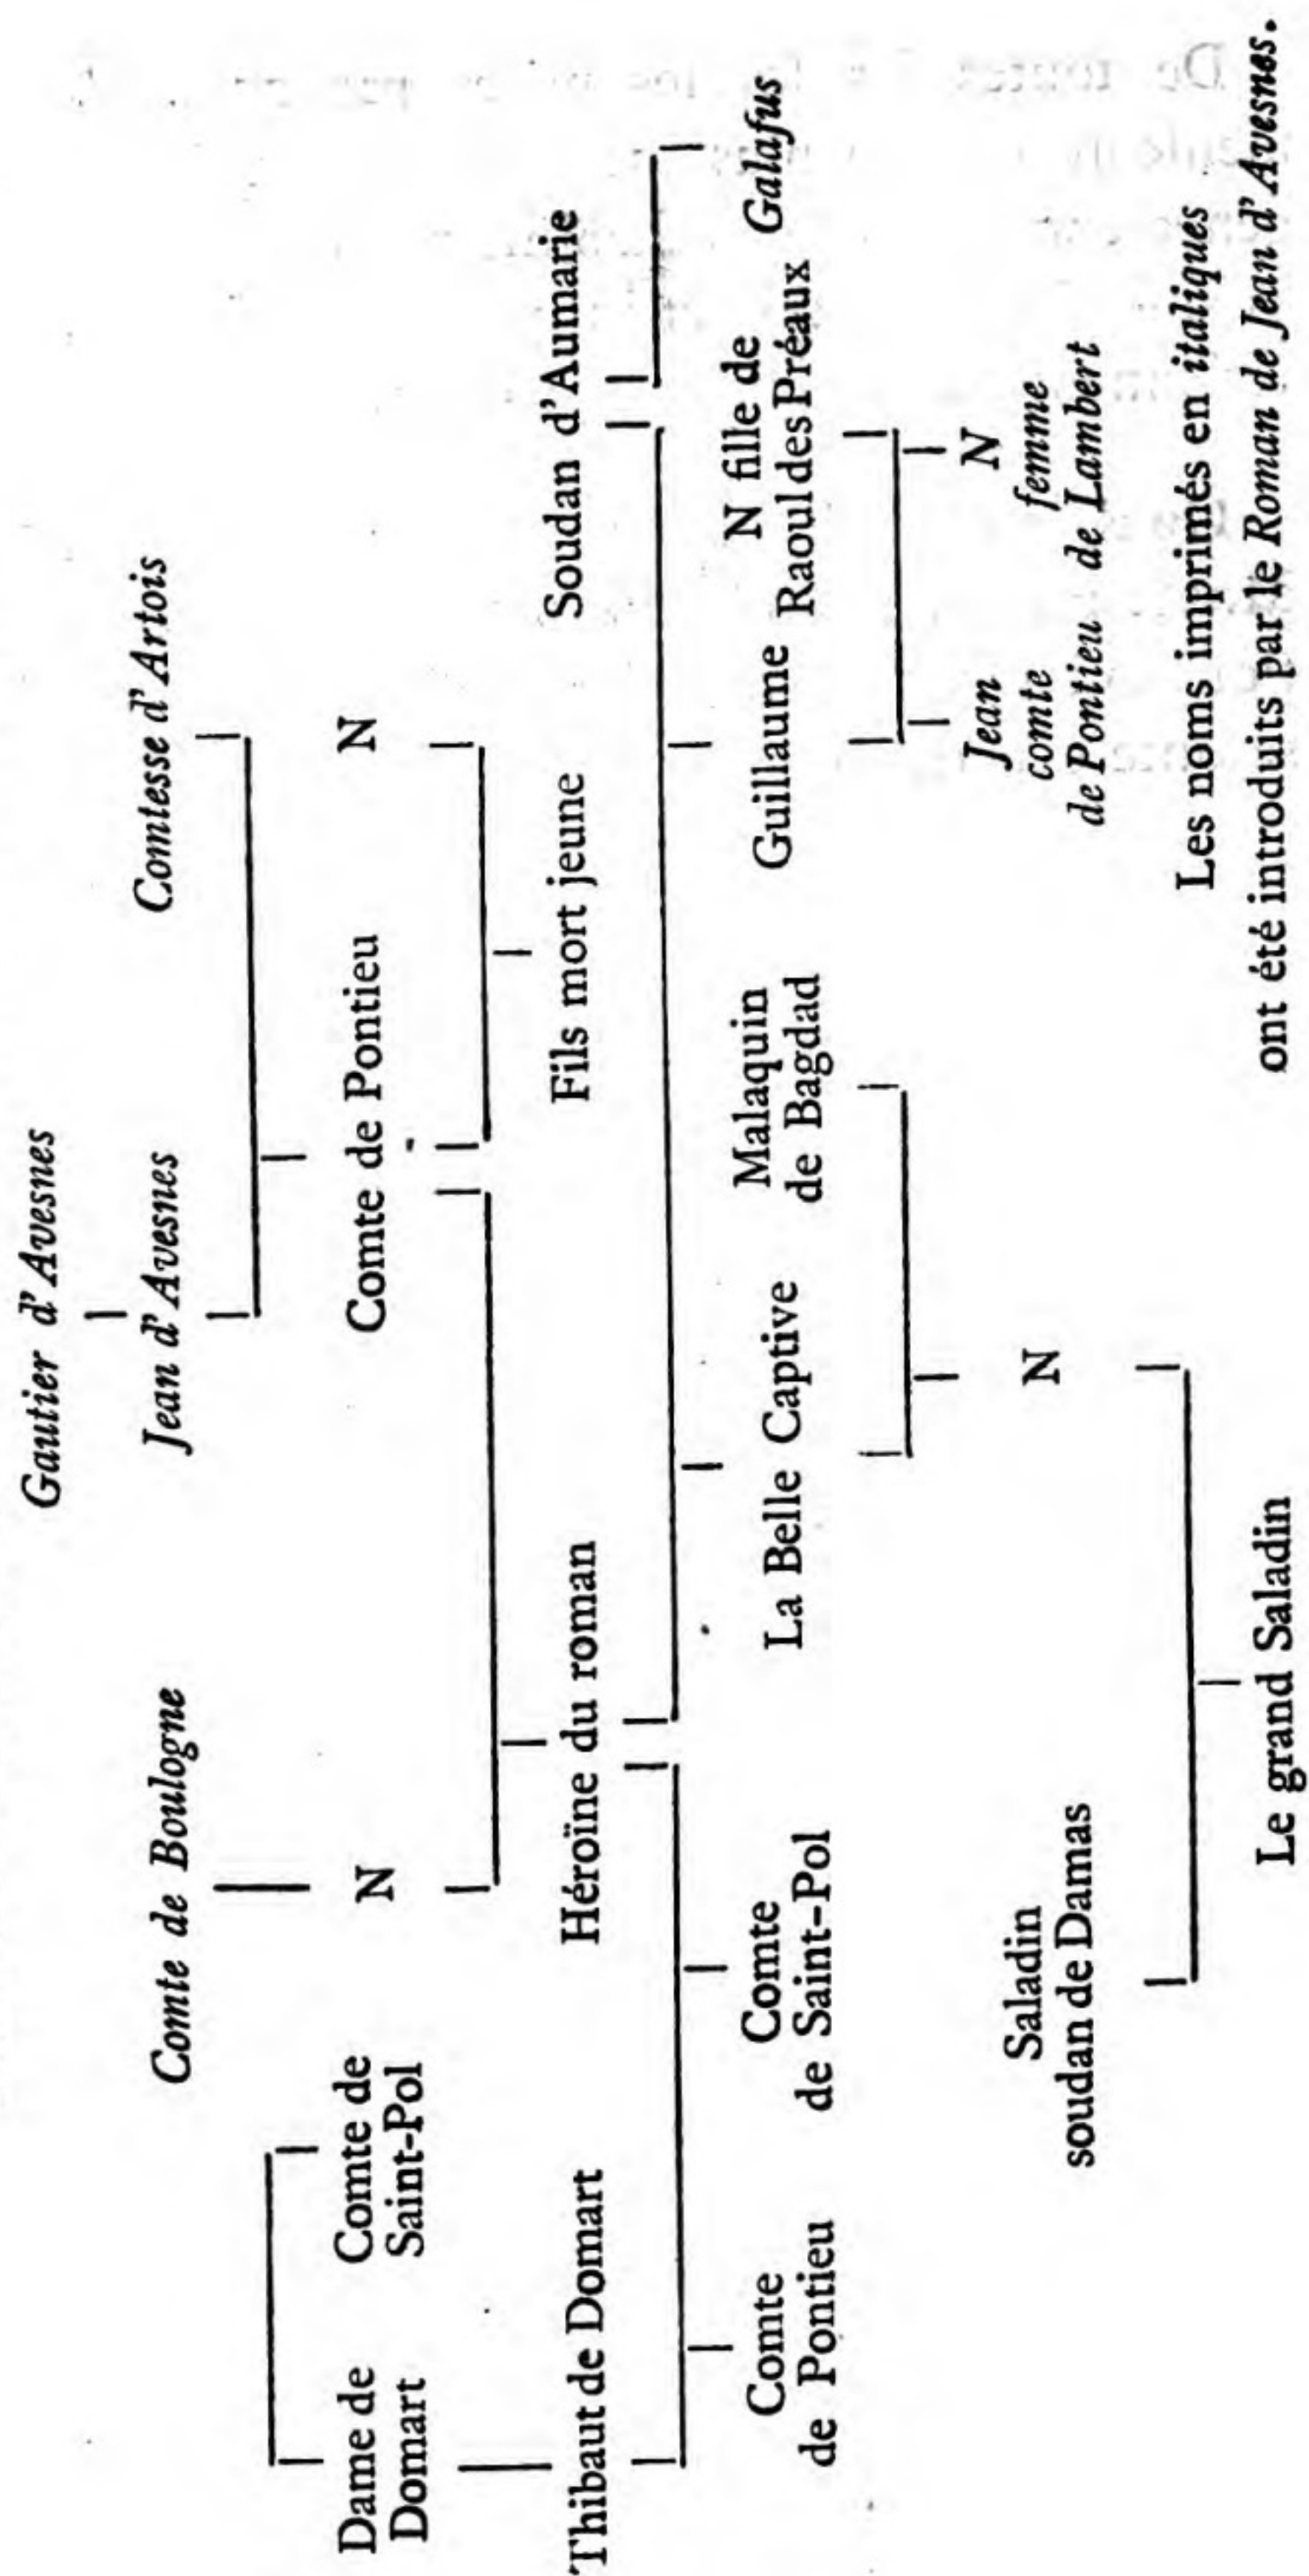 Gautier d'Avesnes
Comte de Boulogne Jean d'Avesnes Comtesse d'Artois
Dame de Comte de N Comte de Pontieu N
Domart Saint-Pol
Thibaut de Domart Héroïne du roman Fils mort jeune Soudan d'Aumarie
Comte Comte La Belle Captive Malaquin Guillaume N fille de Galafus
de Pontieu de Saint-Pol de Bagdad Raoul des Préaux
Saladin N Jean N
soudan de Damas comte femme
de Pontieu de Lambert
Le grand Saladin
Les noms imprimés en italiques
ont été introduits par le Roman de Jean d'Avesnes.